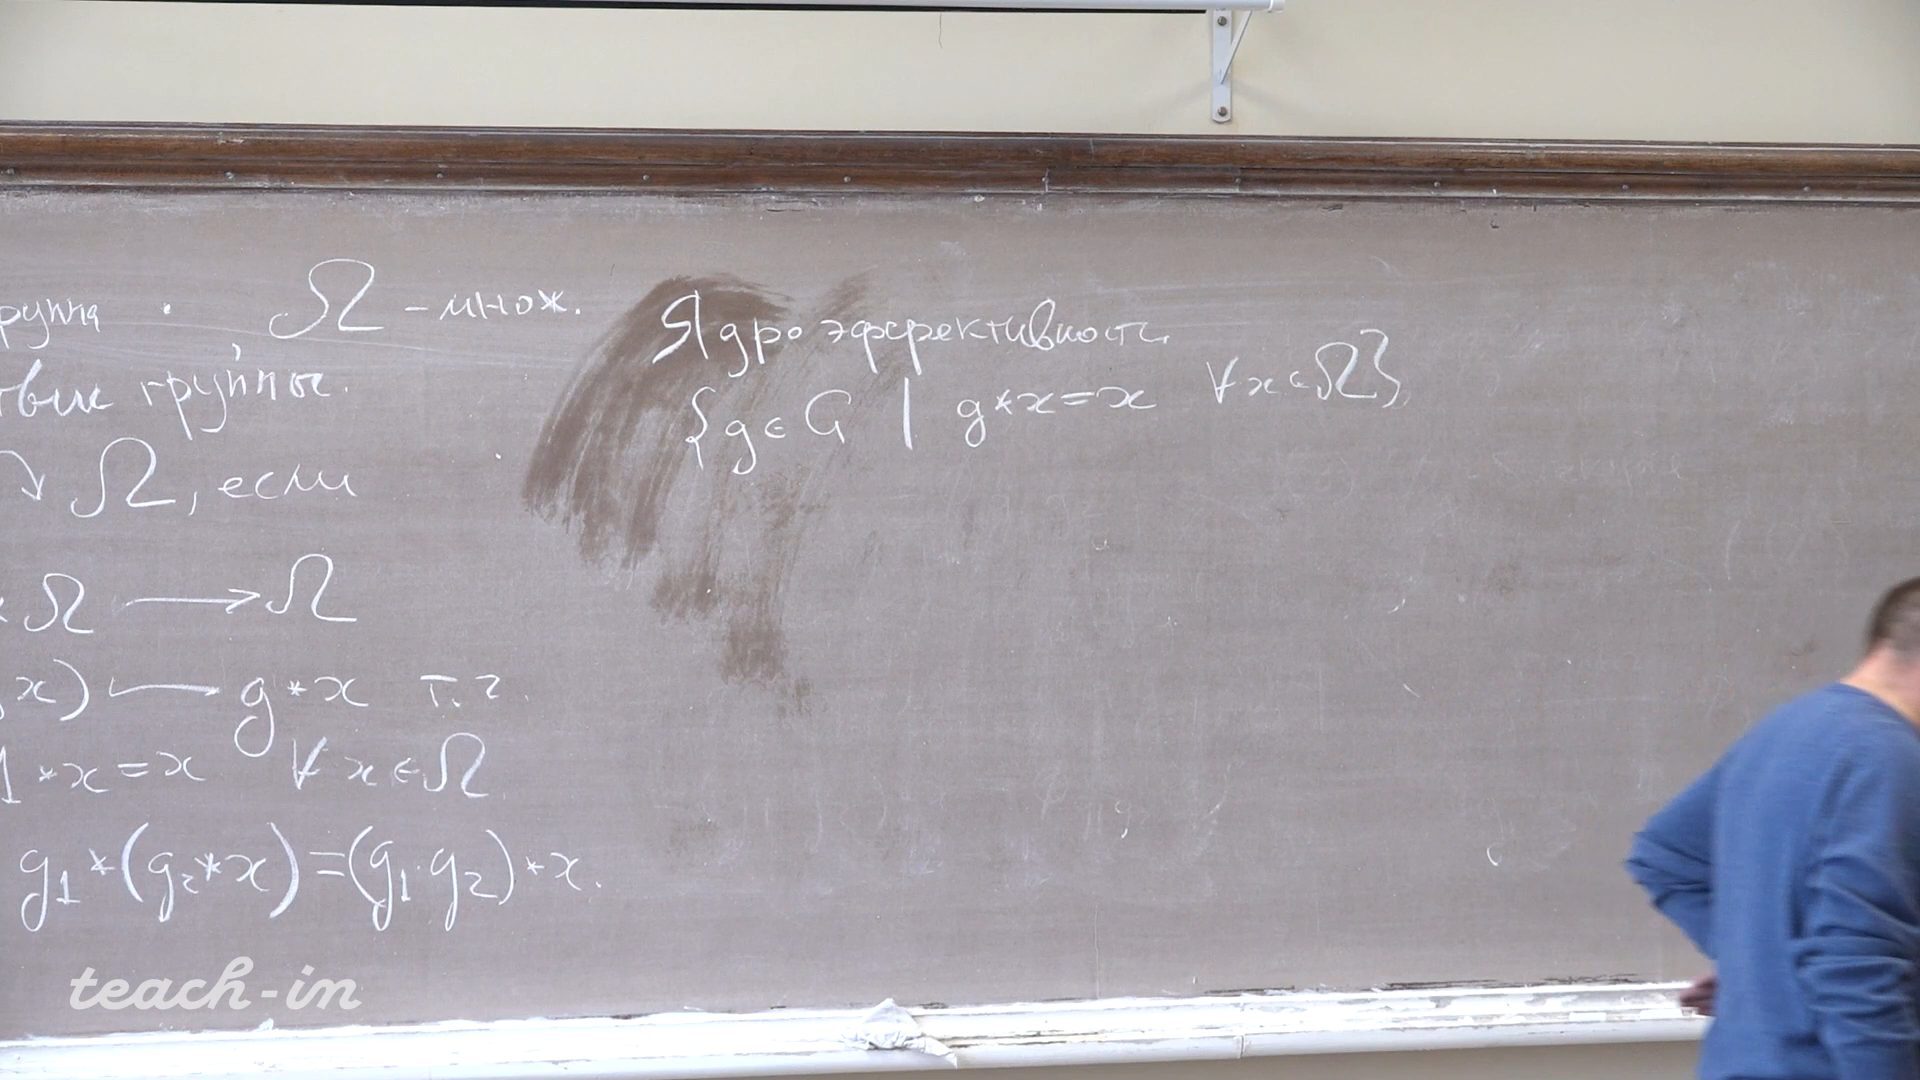 руппа . Ω - множ.
твие группы.
↷ Ω, если
× Ω ⟶ Ω
, x) ⟵ g * x т.ч.
1 * x = x ∀ x ∈ Ω
g₁ * (g₂ * x) = (g₁ · g₂) * x.
Ядро эффективности
{g ∈ G | g * x = x ∀ x ∈ Ω}
teach-in